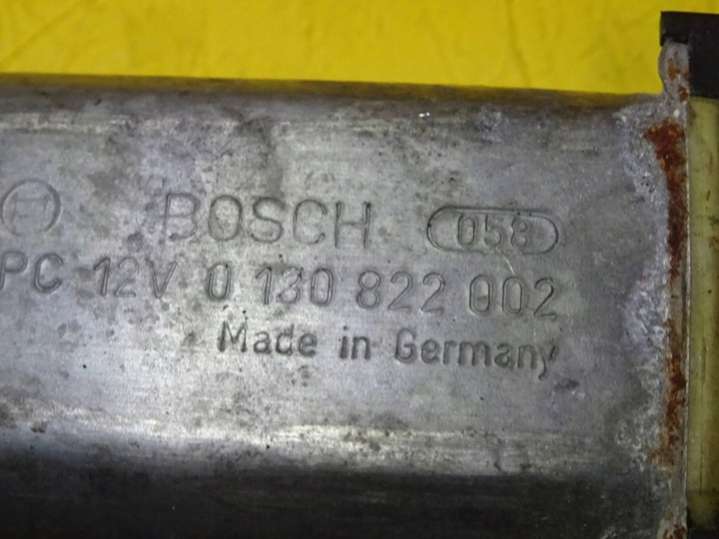 BOSCH 058
PC 12V 0 130 822 002
Made in Germany